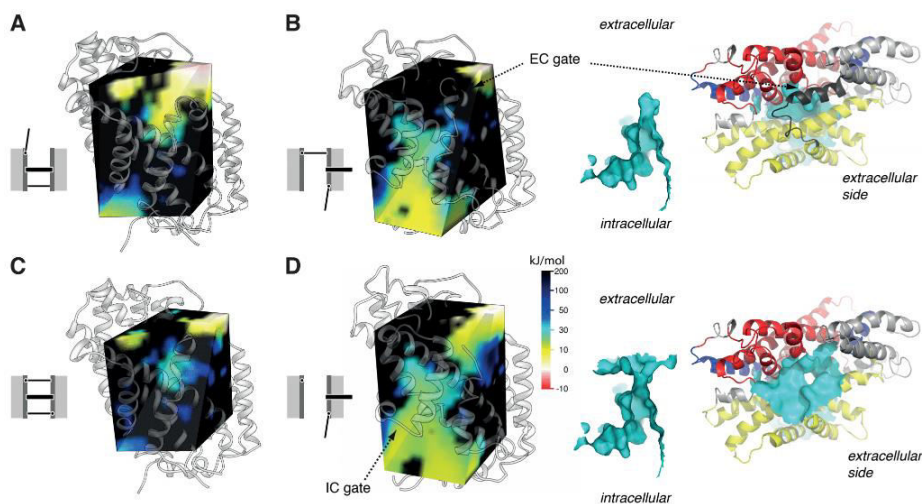 A
B
extracellular
EC gate
intracellular
extracellular
side
C
D
kJ/mol
200
100
50
30
10
0
-10
IC gate
extracellular
intracellular
extracellular
side